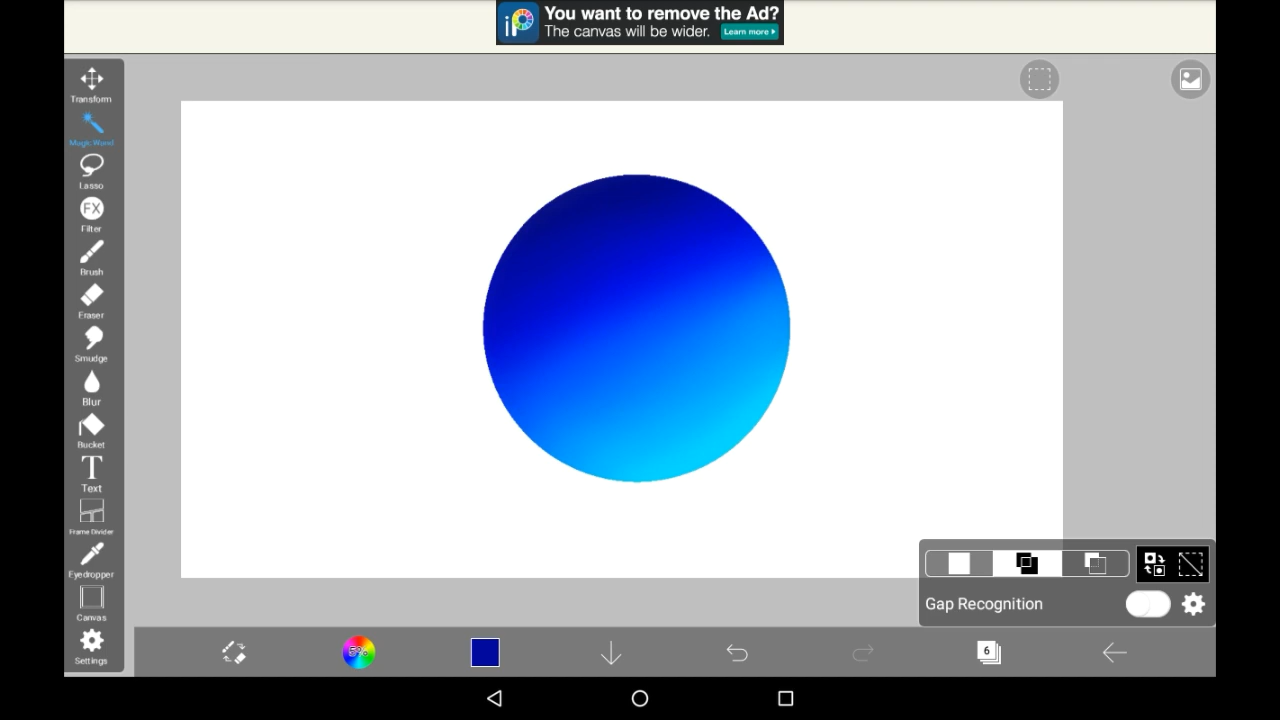 You want to remove the Ad?
The canvas will be wider. Learn more
iP
Transform
Magic Wand
Lasso
FX
Filter
Brush
Eraser
Smudge
Blur
Bucket
T
Text
Frame Divider
Eyedropper
Canvas
Settings
Gap Recognition
6